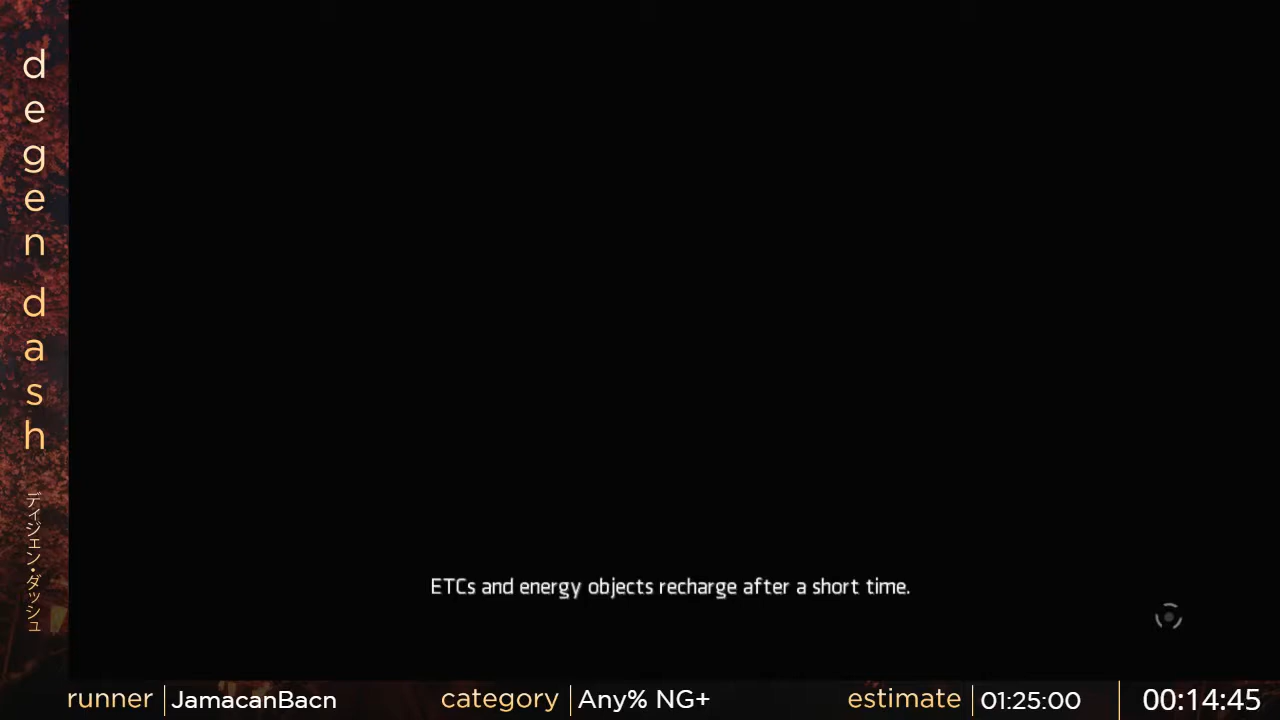 degen dash
ディジェン・ダッシュ
ETCs and energy objects recharge after a short time.
runner JamacanBacn category Any% NG+ estimate 01:25:00 00:14:45